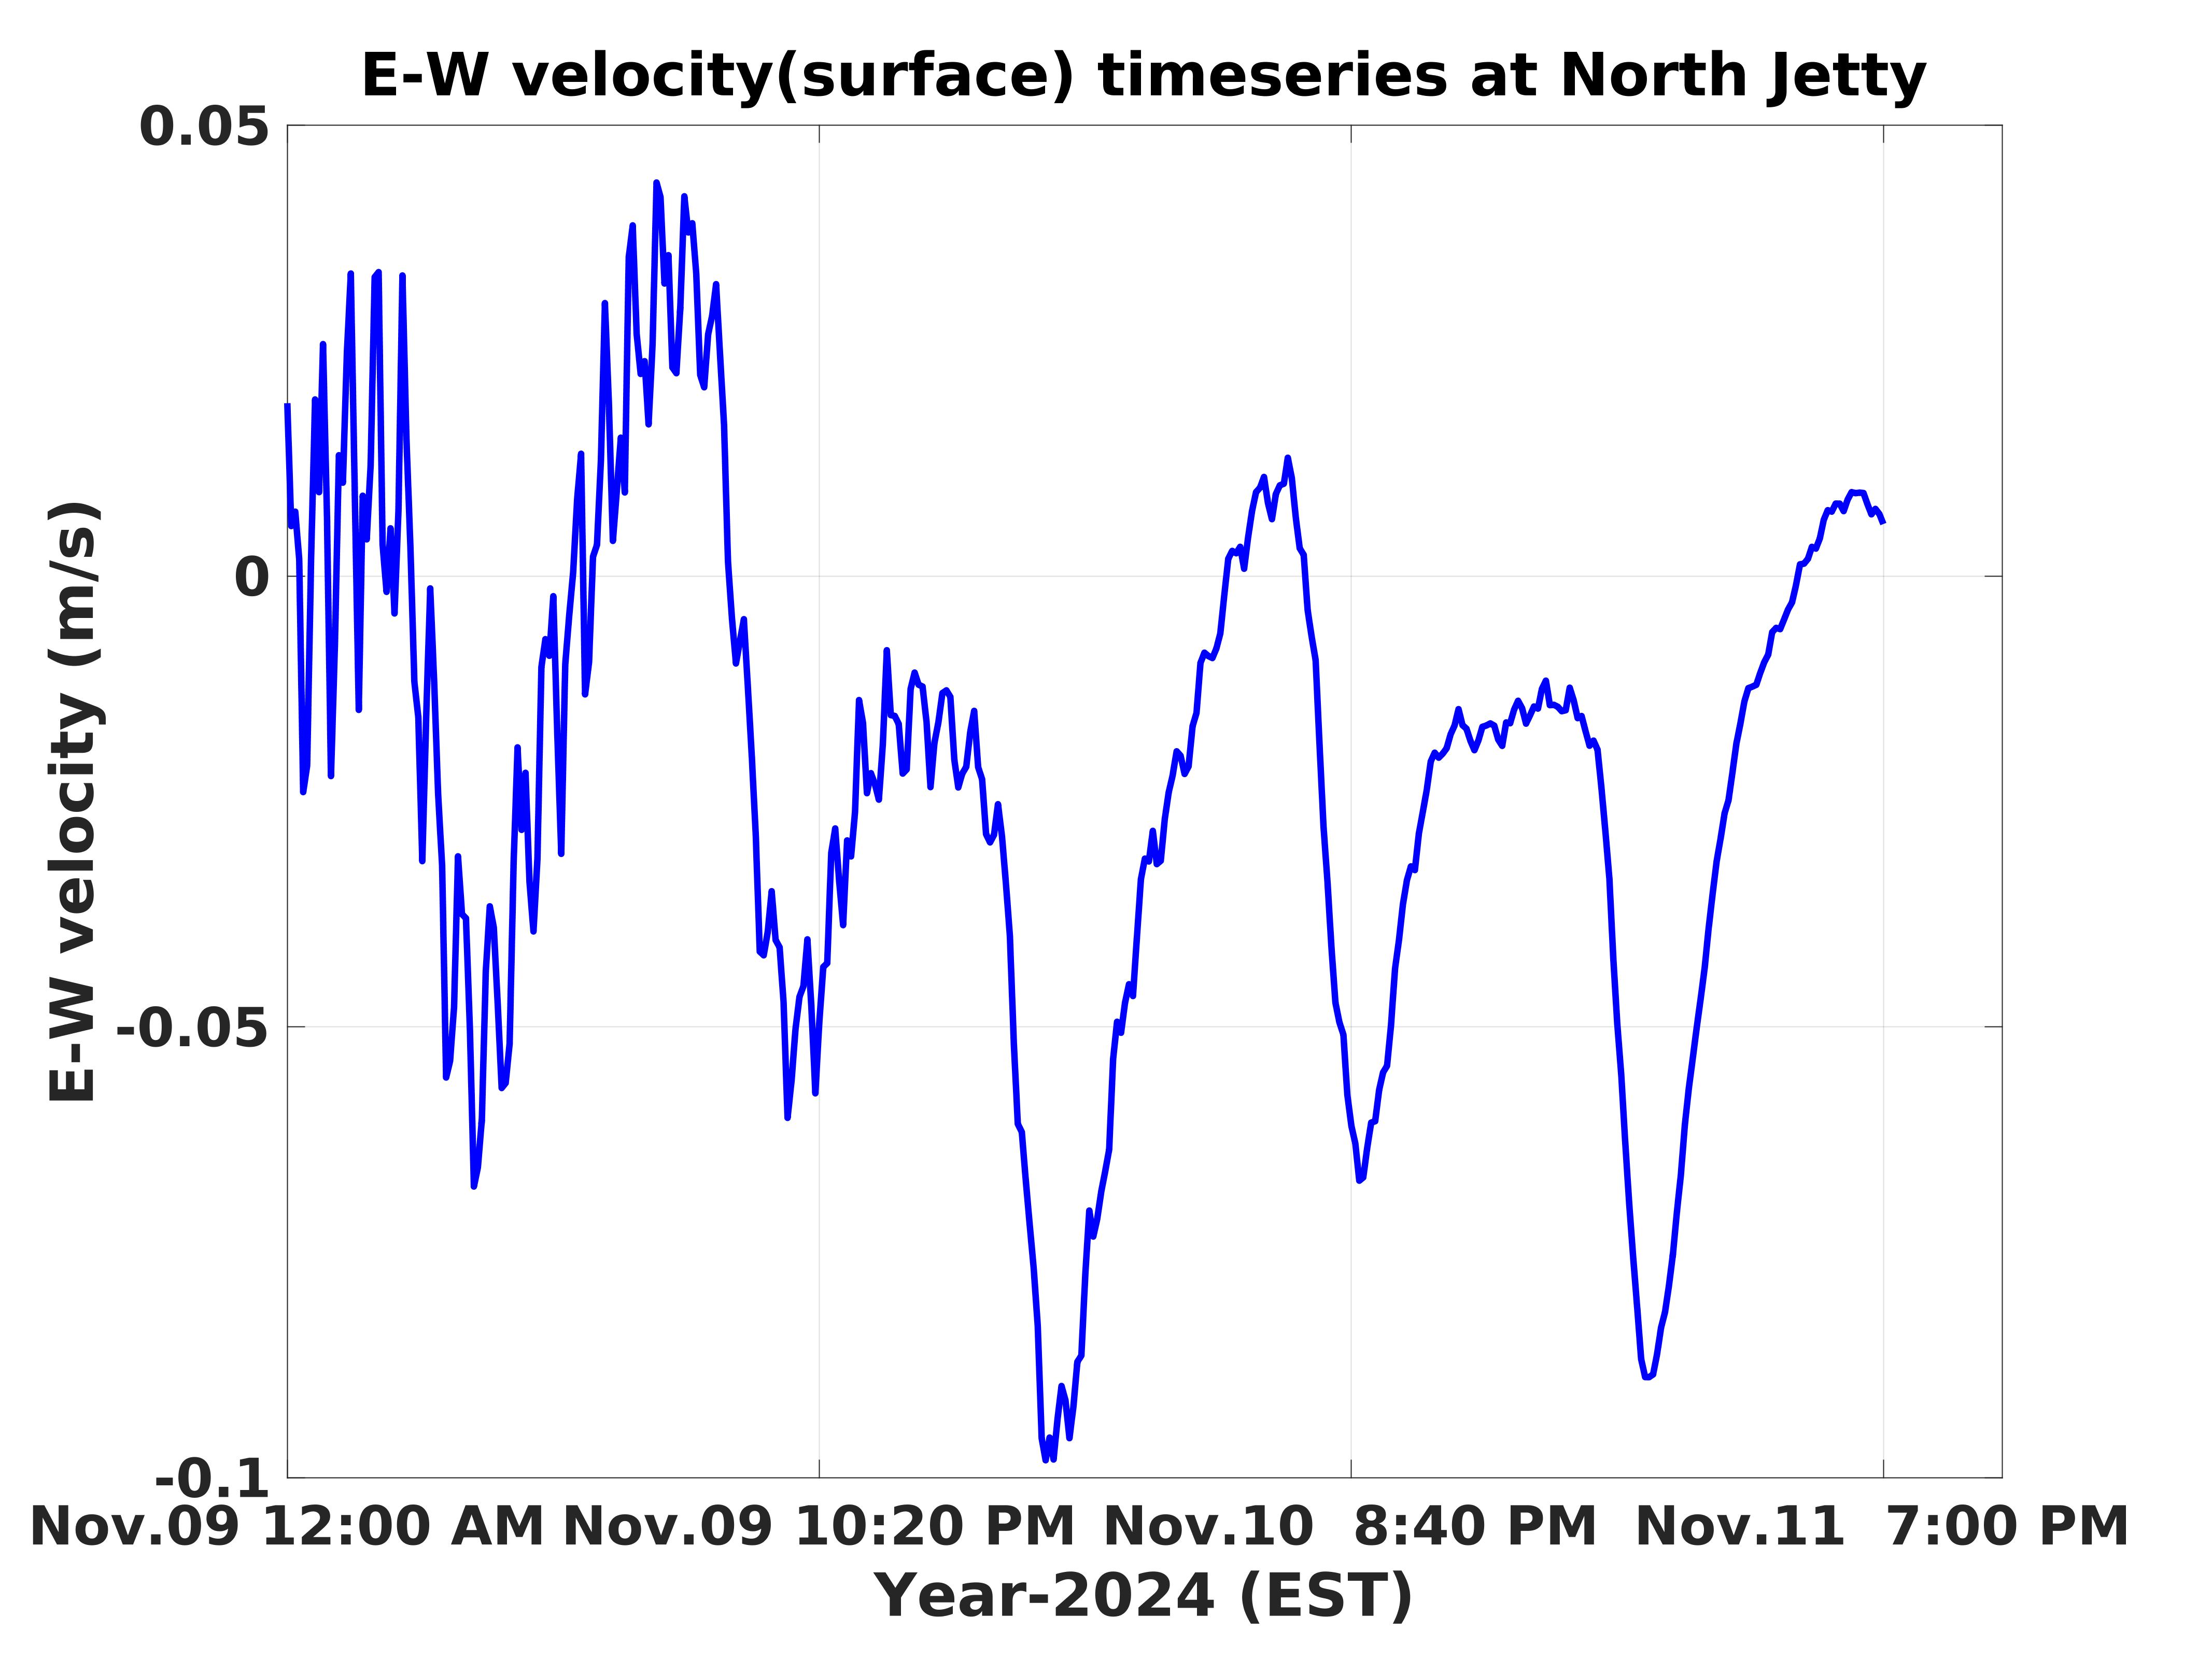 E-W velocity(surface) timeseries at North Jetty
0.05
0
-0.05
-0.1
E-W velocity (m/s)
Nov.09 12:00 AM Nov.09 10:20 PM Nov.10 8:40 PM Nov.11 7:00 PM
Year-2024 (EST)